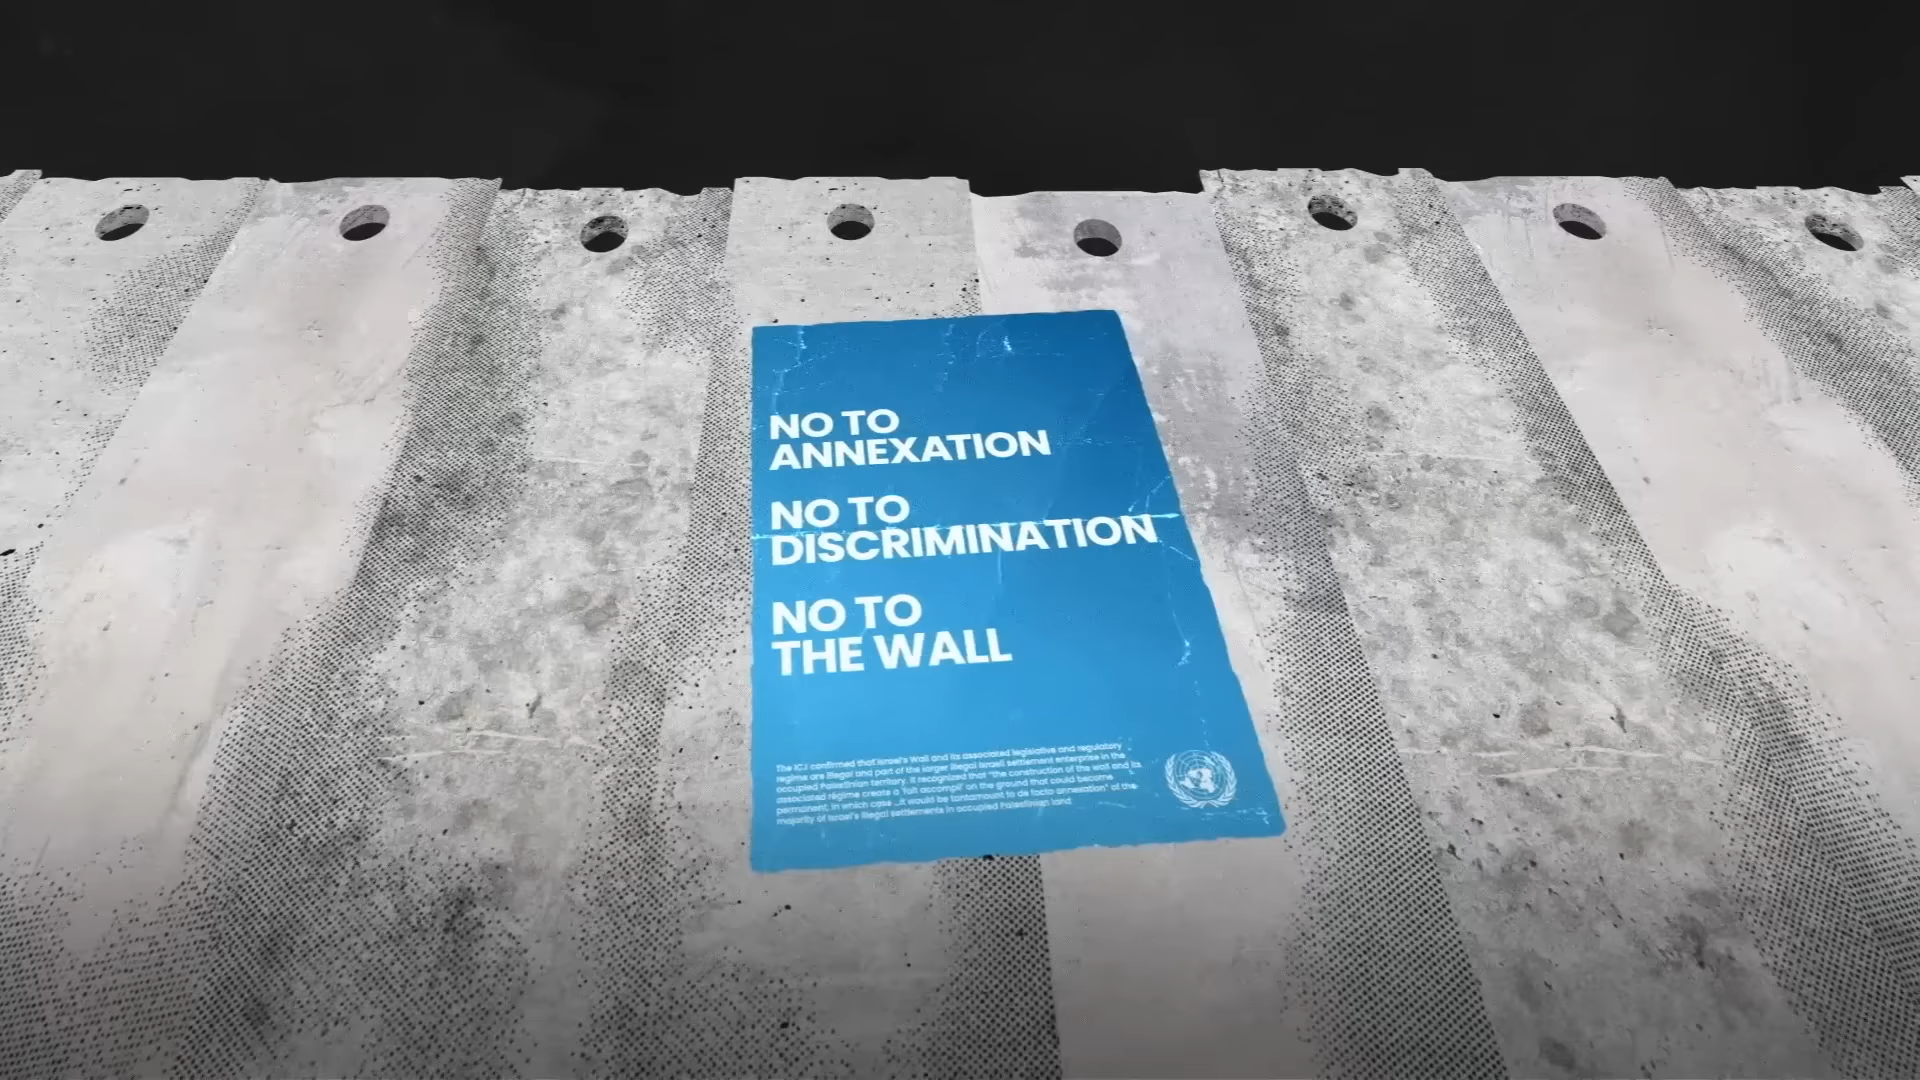 NO TO
ANNEXATION
NO TO
DISCRIMINATION
NO TO
THE WALL
The ICJ confirmed that Israel's Wall and its associated legislative and regulatory
regime are illegal and part of the larger illegal Israeli settlement enterprise in the
occupied Palestinian territory. It recognized that "the construction of the wall and its
associated régime create a 'fait accompli' on the ground that could become
permanent, in which case ...it would be tantamount to de facto annexation" of the
majority of Israel's illegal settlements in occupied Palestinian land